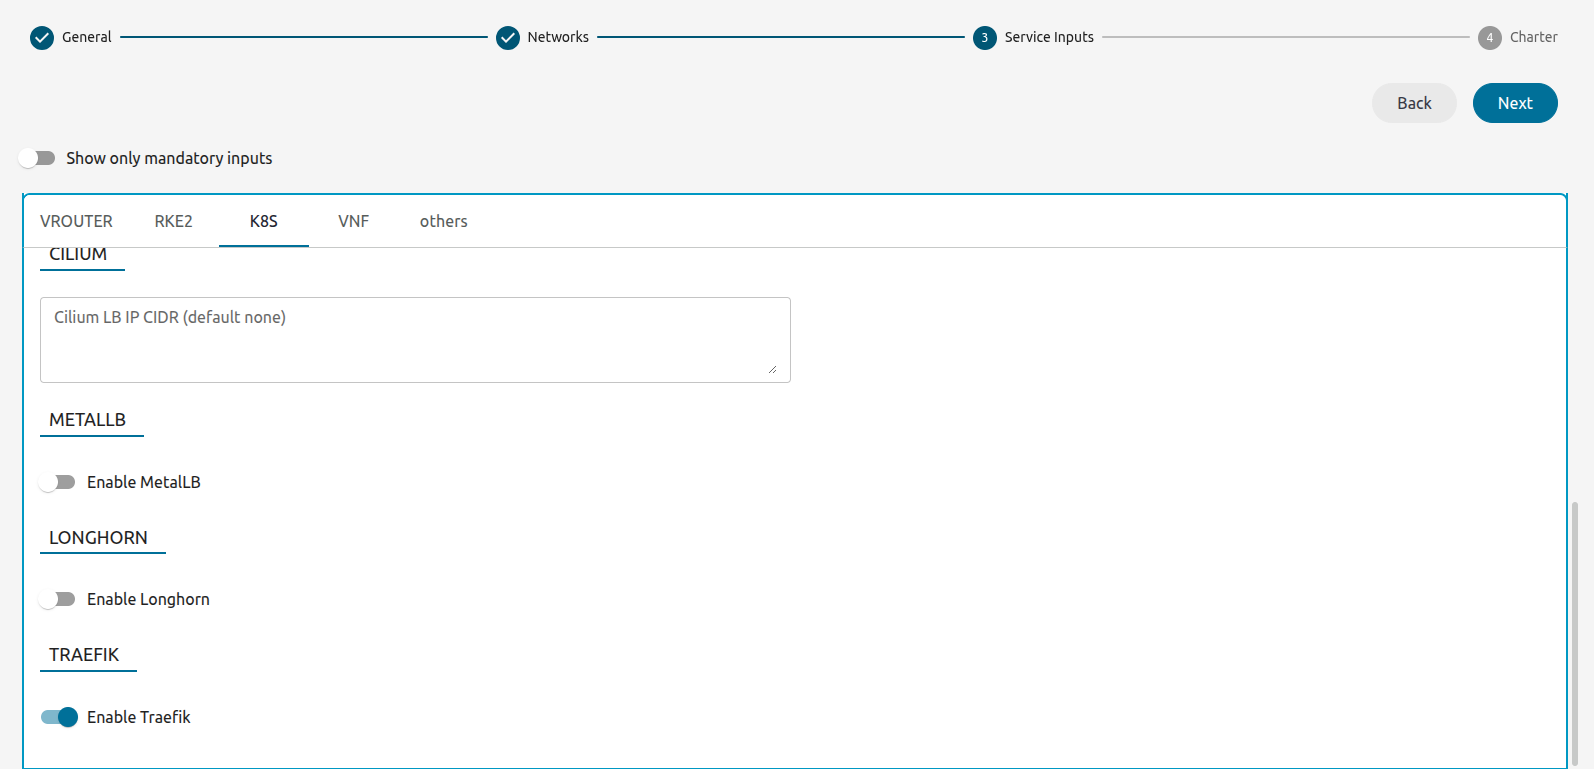 General
Networks
3 Service Inputs
4 Charter
Back Next
Show only mandatory inputs
VROUTER RKE2 K8S VNF others
CILIUM
Cilium LB IP CIDR (default none)
METALLB
Enable MetalLB
LONGHORN
Enable Longhorn
TRAEFIK
Enable Traefik